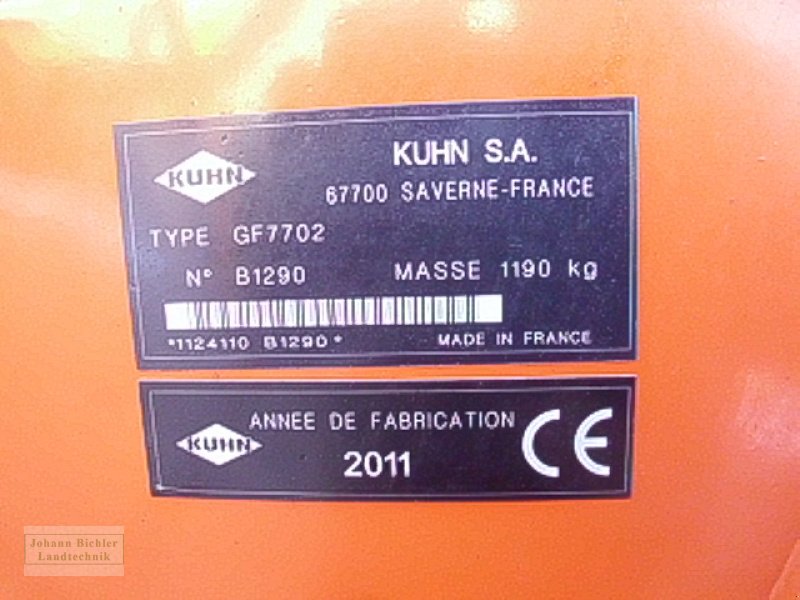 KUHN
KUHN S.A.
67700 SAVERNE-FRANCE
TYPE GF7702
N° B1290 MASSE 1190 kg
*1124110 B1290*
MADE IN FRANCE
KUHN
ANNEE DE FABRICATION
2011
CE
Johann Bichler
Landtechnik